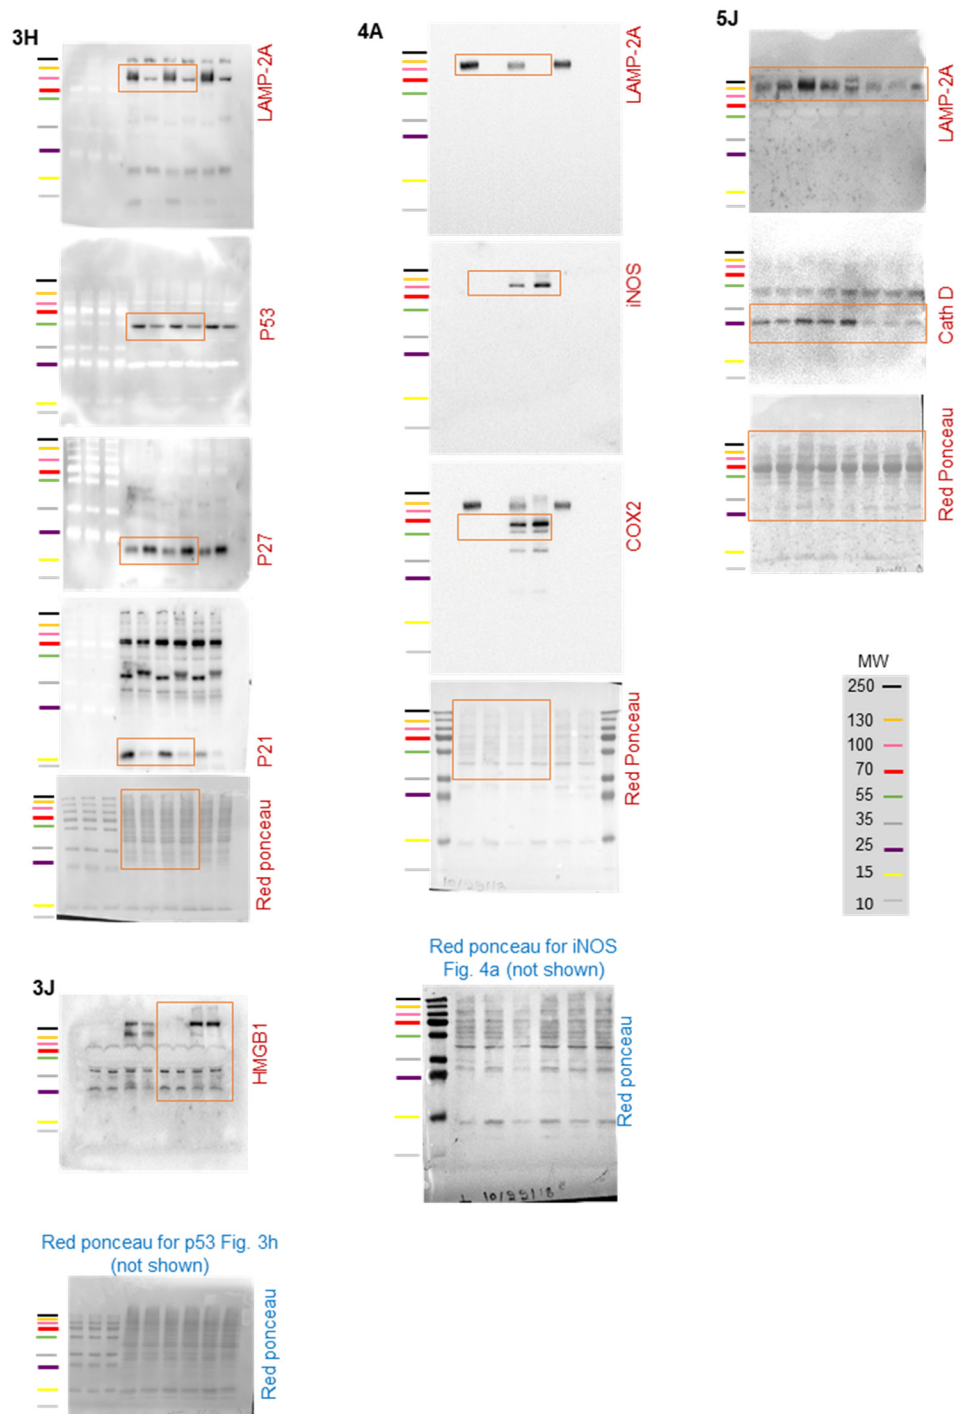 3H
LAMP-2A
P53
P27
P21
Red ponceau
3J
HMGB1
Red ponceau for p53 Fig. 3h
(not shown)
Red ponceau
4A
LAMP-2A
iNOS
COX2
Red Ponceau
Red ponceau for iNOS
Fig. 4a (not shown)
Red ponceau
5J
LAMP-2A
Cath D
Red Ponceau
MW
250
130
100
70
55
35
25
15
10